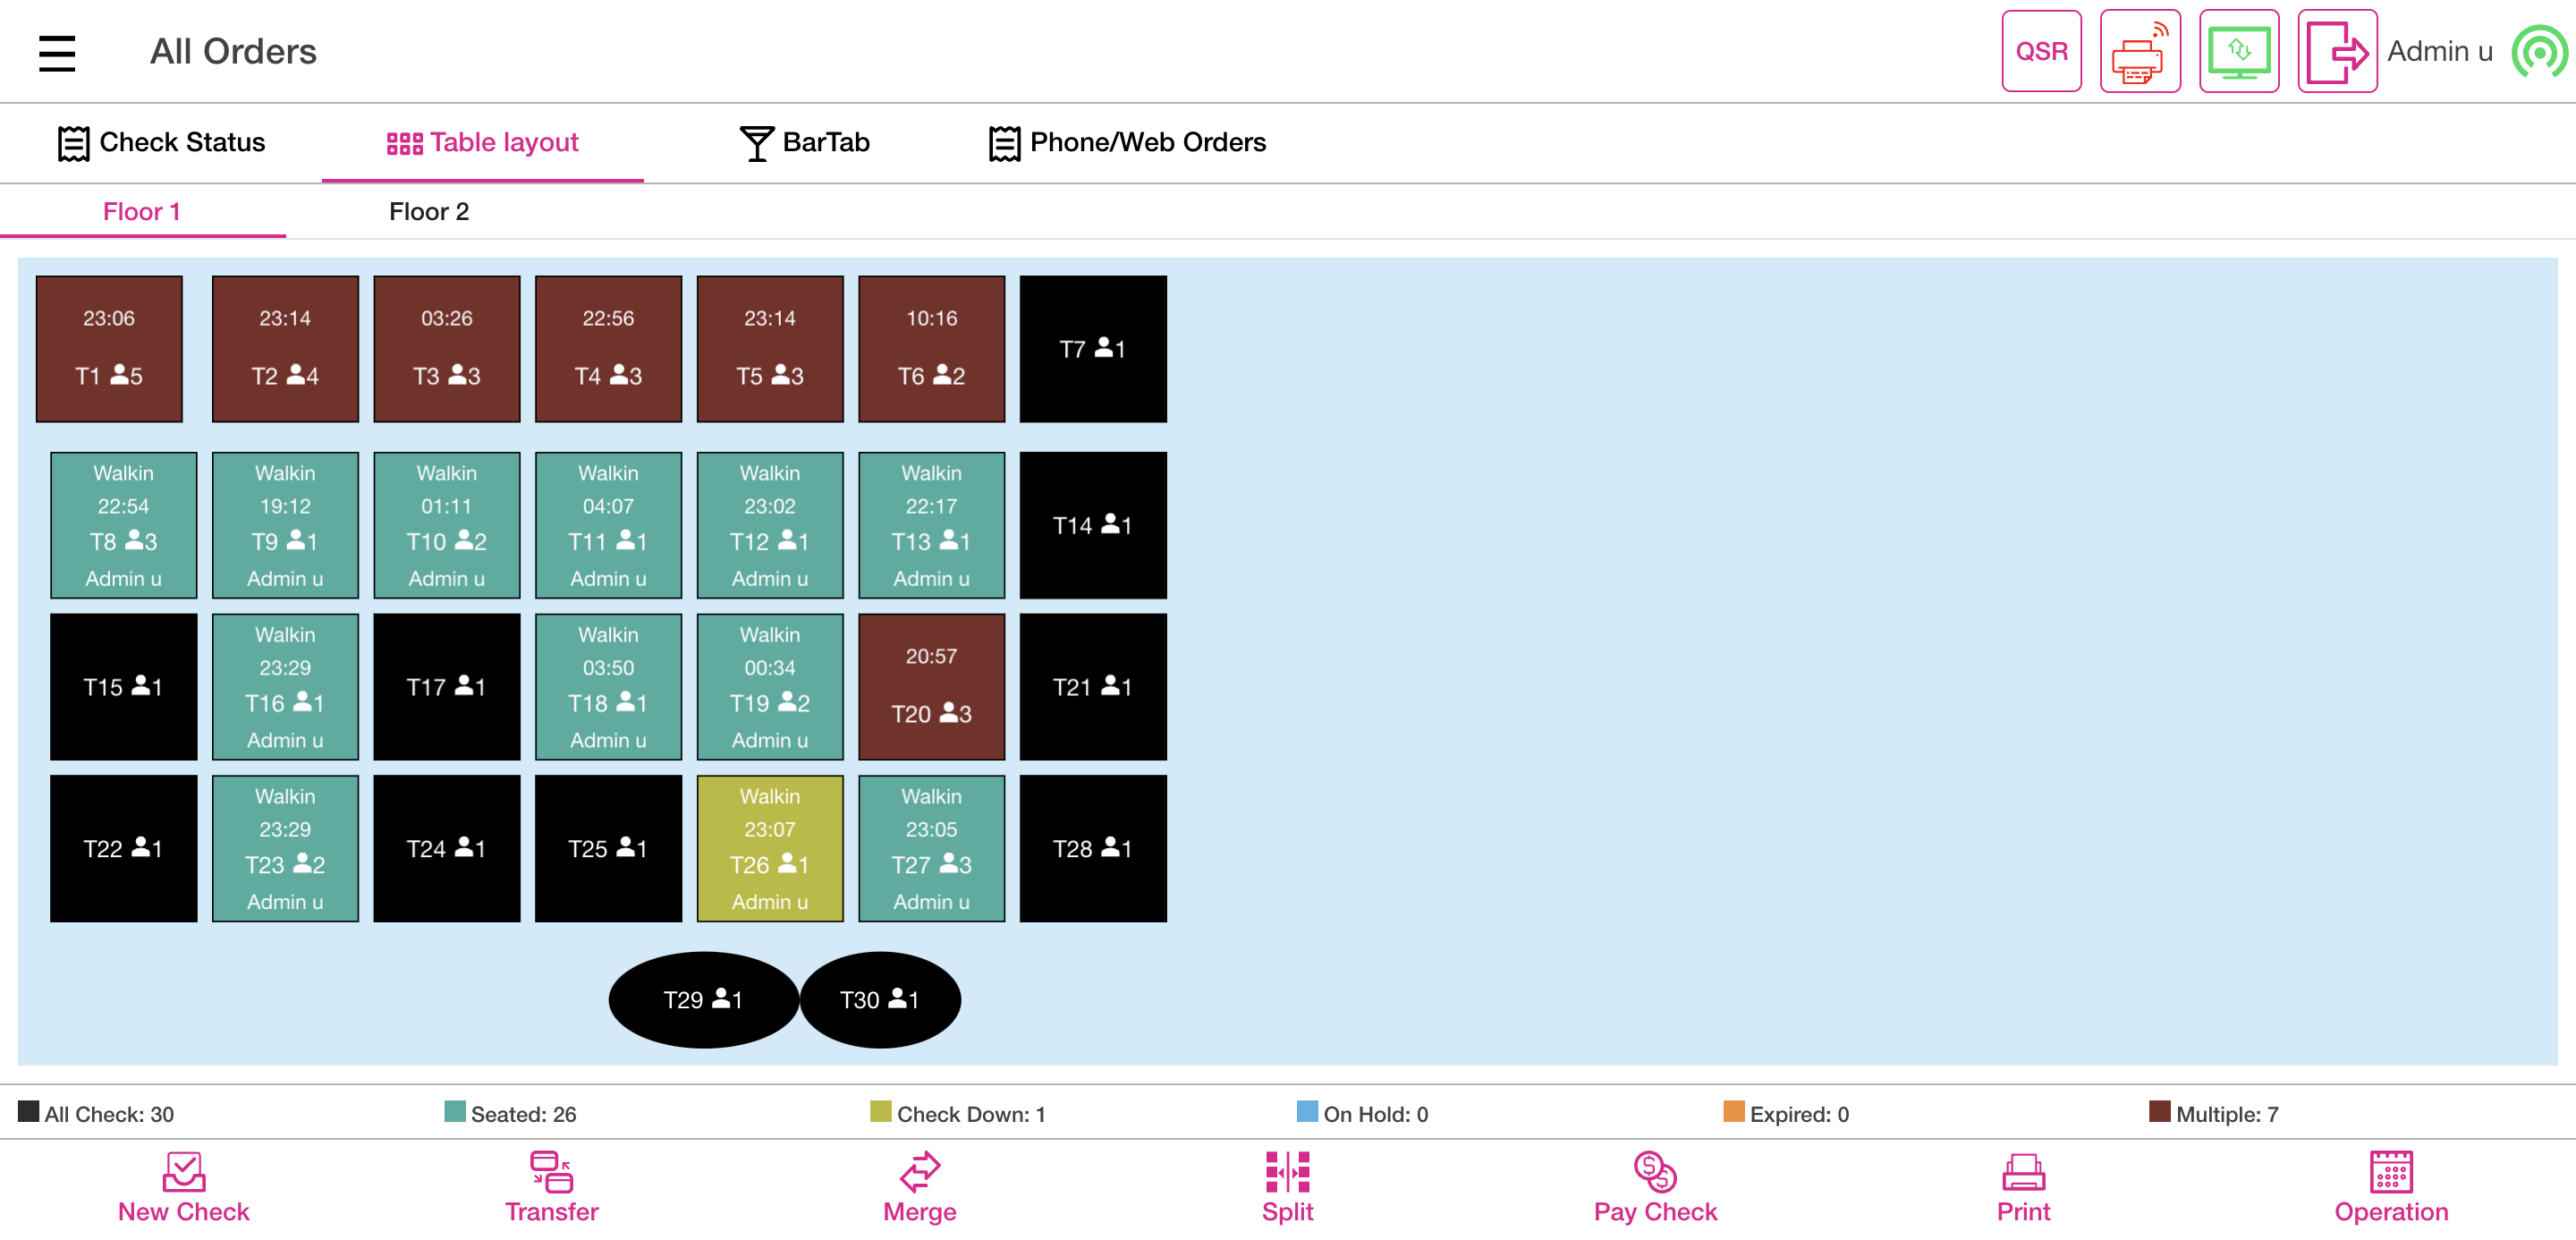 All Orders
QSR
Admin u
Check Status
Table layout
BarTab
Phone/Web Orders
Floor 1
Floor 2
23:06
T1 5
23:14
T2 4
03:26
T3 3
22:56
T4 3
23:14
T5 3
10:16
T6 2
T7 1
Walkin
22:54
T8 3
Admin u
Walkin
19:12
T9 1
Admin u
Walkin
01:11
T10 2
Admin u
Walkin
04:07
T11 1
Admin u
Walkin
23:02
T12 1
Admin u
Walkin
22:17
T13 1
Admin u
T14 1
T15 1
Walkin
23:29
T16 1
Admin u
T17 1
Walkin
03:50
T18 1
Admin u
Walkin
00:34
T19 2
Admin u
20:57
T20 3
T21 1
T22 1
Walkin
23:29
T23 2
Admin u
T24 1
T25 1
Walkin
23:07
T26 1
Admin u
Walkin
23:05
T27 3
Admin u
T28 1
T29 1
T30 1
All Check: 30
Seated: 26
Check Down: 1
On Hold: 0
Expired: 0
Multiple: 7
New Check
Transfer
Merge
Split
Pay Check
Print
Operation